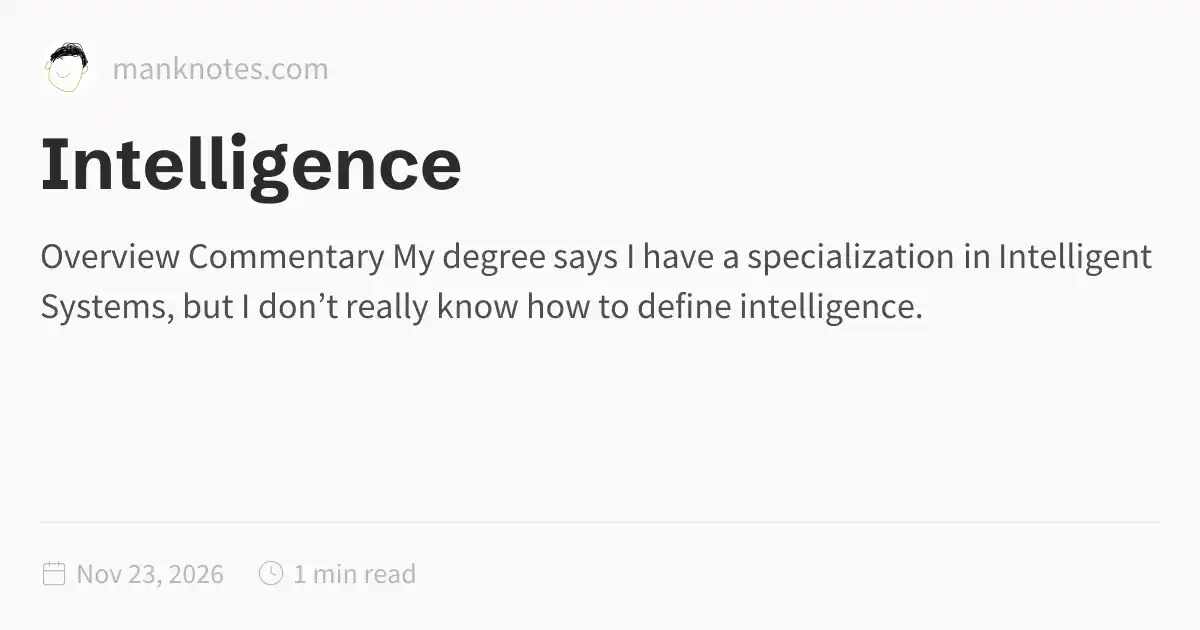 manknotes.com
Intelligence
Overview Commentary My degree says I have a specialization in Intelligent
Systems, but I don’t really know how to define intelligence.
Nov 23, 2026
1 min read